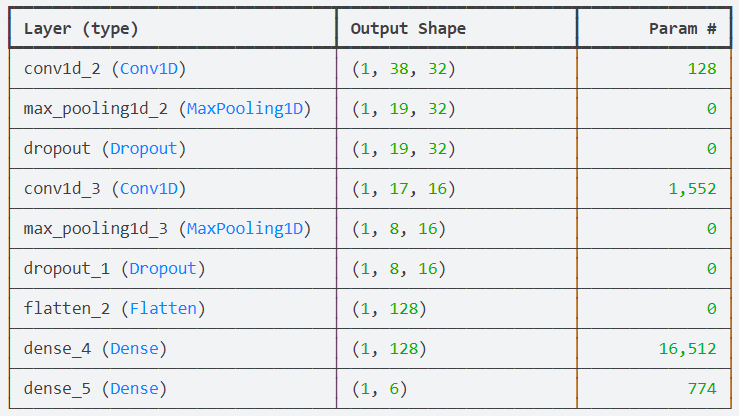 Layer (type) Output Shape Param #
conv1d_2 (Conv1D) (1, 38, 32) 128
max_pooling1d_2 (MaxPooling1D) (1, 19, 32) 0
dropout (Dropout) (1, 19, 32) 0
conv1d_3 (Conv1D) (1, 17, 16) 1,552
max_pooling1d_3 (MaxPooling1D) (1, 8, 16) 0
dropout_1 (Dropout) (1, 8, 16) 0
flatten_2 (Flatten) (1, 128) 0
dense_4 (Dense) (1, 128) 16,512
dense_5 (Dense) (1, 6) 774